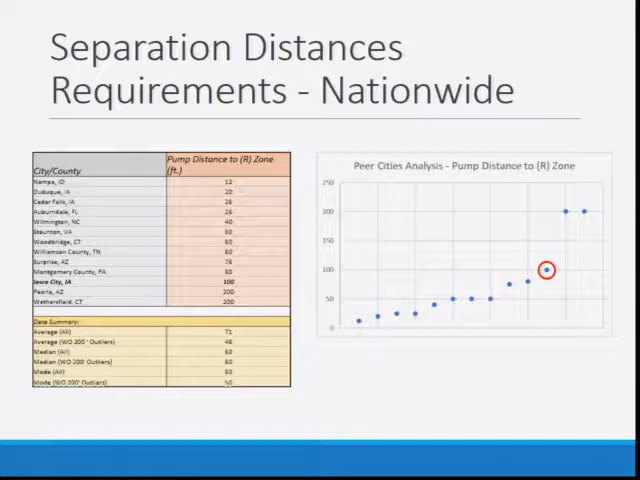 Separation Distances
Requirements - Nationwide
City/County Pump Distance to (R) Zone (ft.)
Nampa, ID 12
Dubuque, IA 20
Cedar Falls, IA 25
Auburndale, FL 25
Wilmington, NC 40
Staunton, VA 50
Woodbridge, CT 50
Williamson County, TN 50
Surprise, AZ 75
Montgomery County, PA 80
Iowa City, IA 100
Peoria, AZ 200
Wethersfield, CT 200
Data Summary:
Average (All) 71
Average (WO 200' Outliers) 48
Median (All) 50
Median (WO 200' Outliers) 50
Mode (All) 50
Mode (WO 200' Outliers) 50
Peer Cities Analysis - Pump Distance to (R) Zone
250
200
150
100
50
0